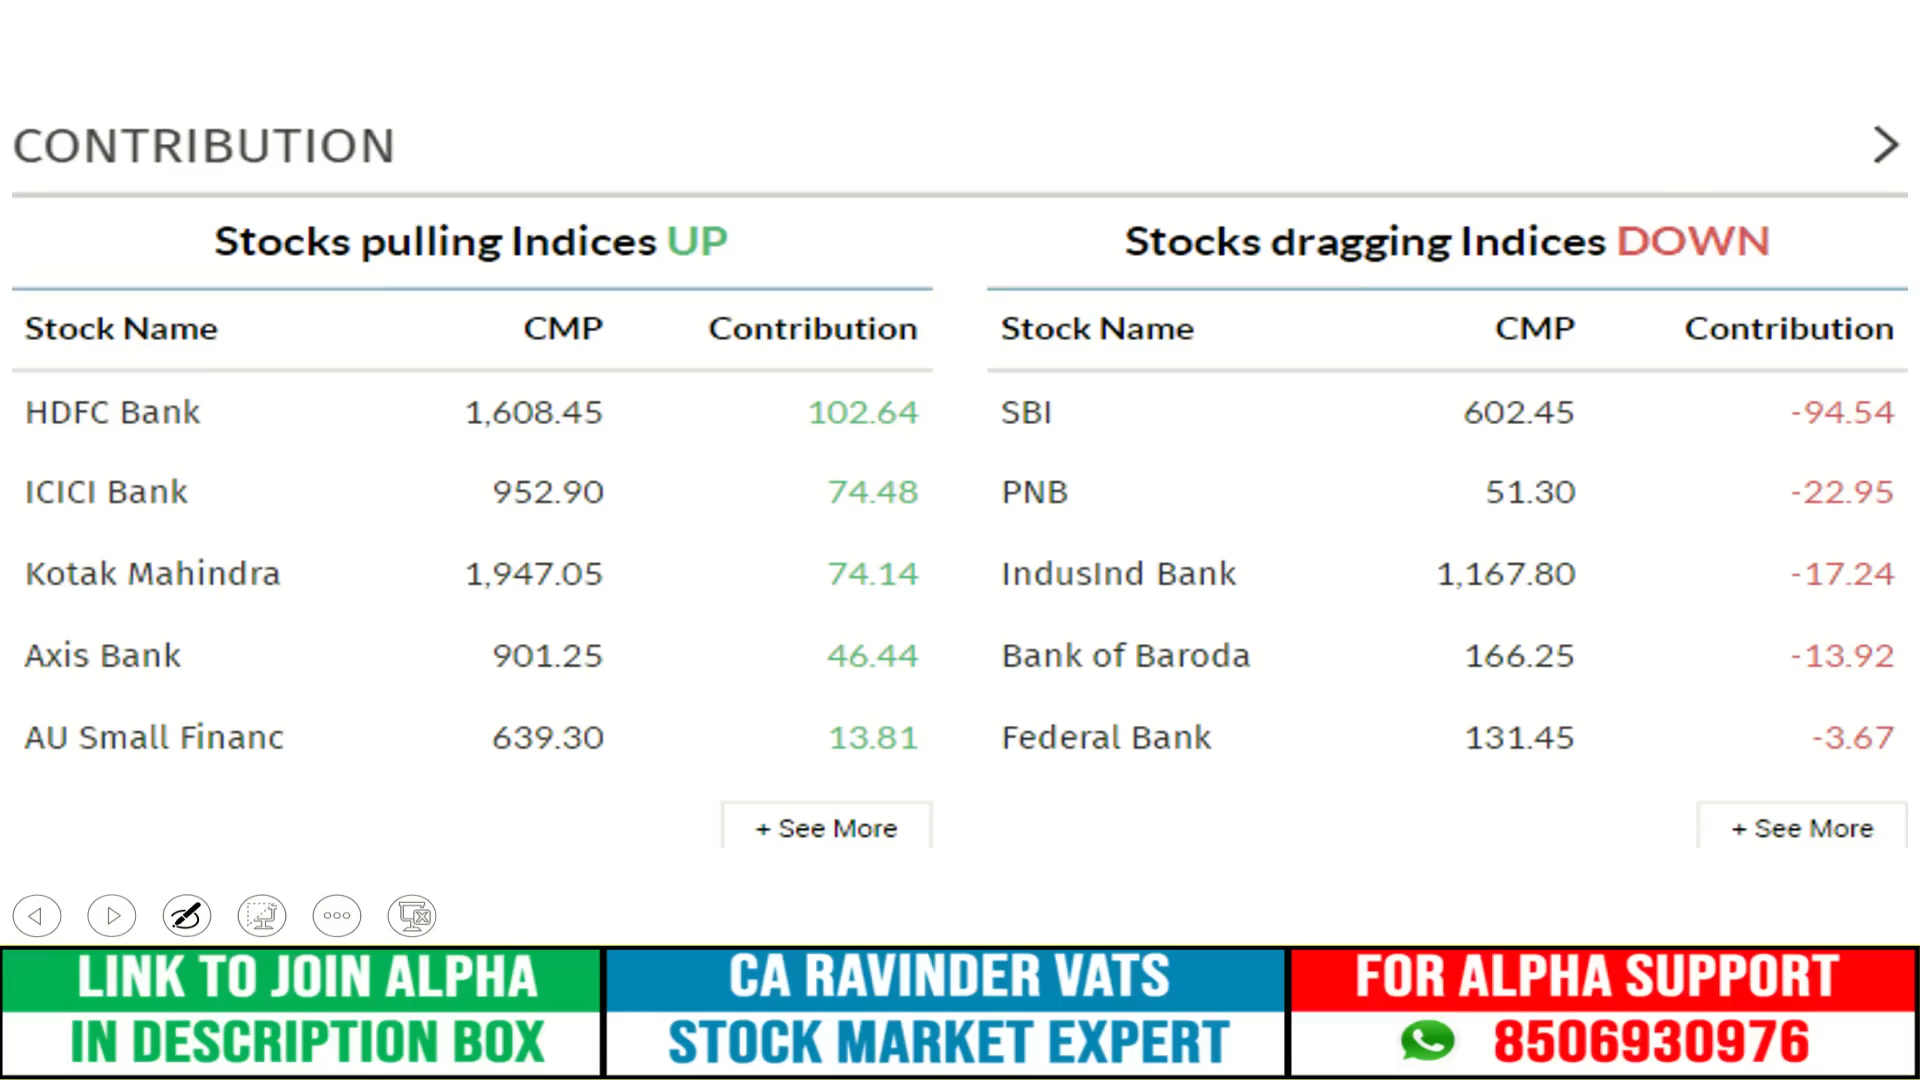 CONTRIBUTION
Stocks pulling Indices UP
Stock Name CMP Contribution
HDFC Bank 1,608.45 102.64
ICICI Bank 952.90 74.48
Kotak Mahindra 1,947.05 74.14
Axis Bank 901.25 46.44
AU Small Financ 639.30 13.81
+ See More
Stocks dragging Indices DOWN
Stock Name CMP Contribution
SBI 602.45 -94.54
PNB 51.30 -22.95
IndusInd Bank 1,167.80 -17.24
Bank of Baroda 166.25 -13.92
Federal Bank 131.45 -3.67
+ See More
LINK TO JOIN ALPHA
IN DESCRIPTION BOX
CA RAVINDER VATS
STOCK MARKET EXPERT
FOR ALPHA SUPPORT
8506930976